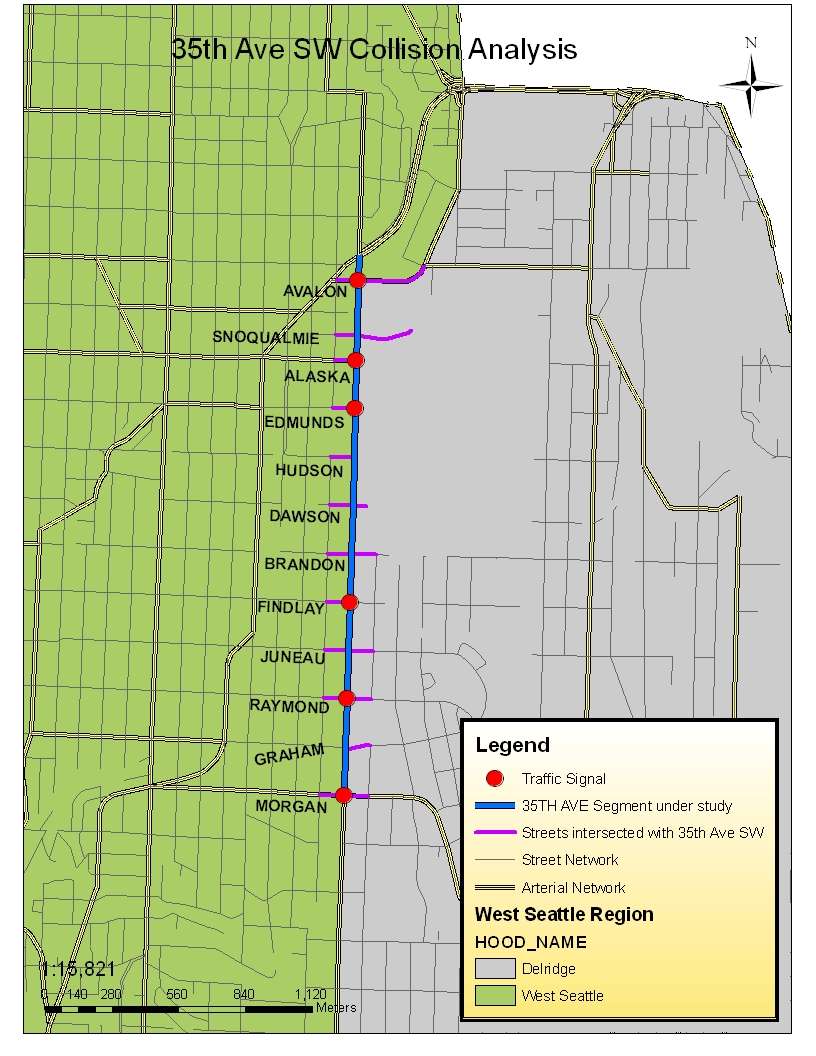 35th Ave SW Collision Analysis
N
AVALON
SNOQUALMIE
ALASKA
EDMUNDS
HUDSON
DAWSON
BRANDON
FINDLAY
JUNEAU
RAYMOND
GRAHAM
MORGAN
Legend
Traffic Signal
35TH AVE Segment under study
Streets intersected with 35th Ave SW
Street Network
Arterial Network
West Seattle Region
HOOD_NAME
Delridge
West Seattle
1:15,821
0 140 280 560 840 1,120
Meters